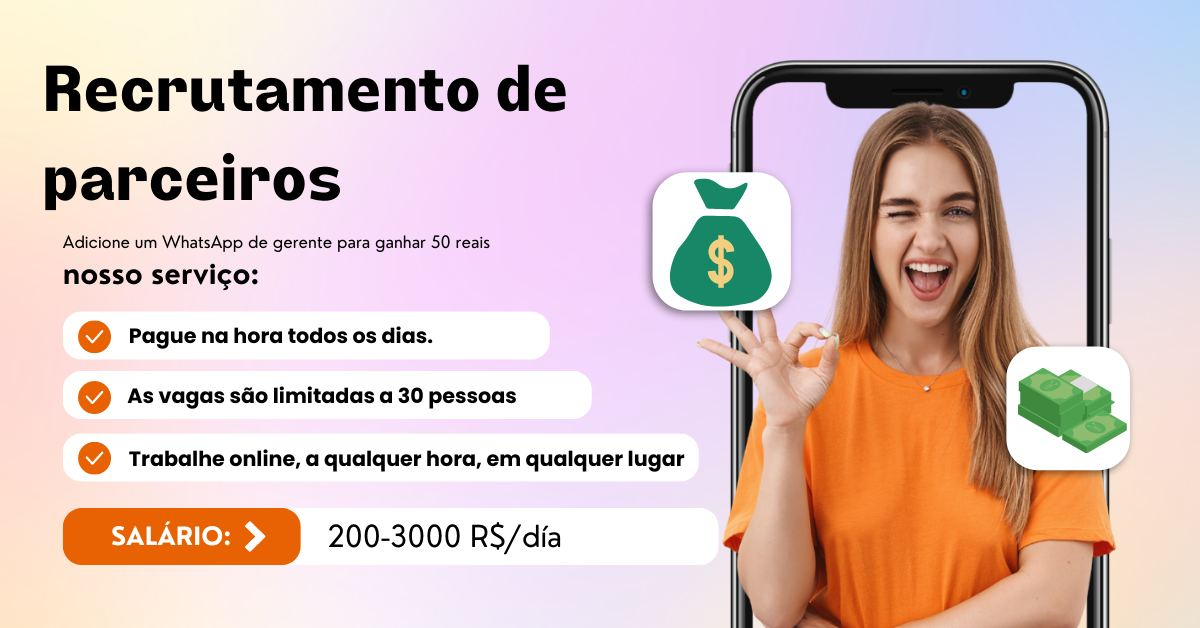 Recrutamento de
parceiros
Adicione um WhatsApp de gerente para ganhar 50 reais
nosso serviço:
Pague na hora todos os dias.
As vagas são limitadas a 30 pessoas
Trabalhe online, a qualquer hora, em qualquer lugar
SALÁRIO: 200-3000 R$/día